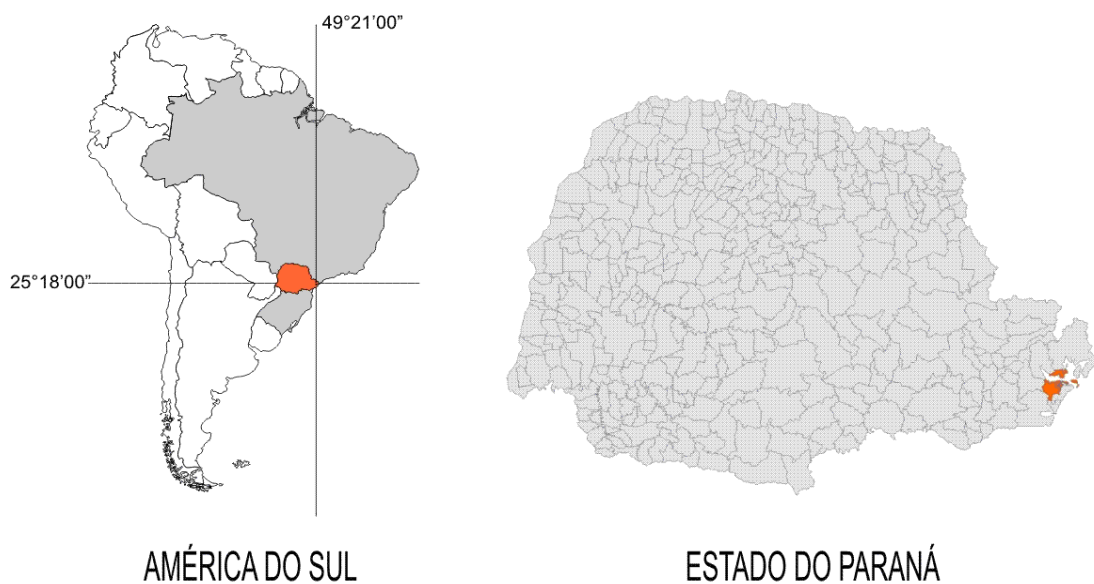 49°21’00”
25°18’00”
AMÉRICA DO SUL
ESTADO DO PARANÁ